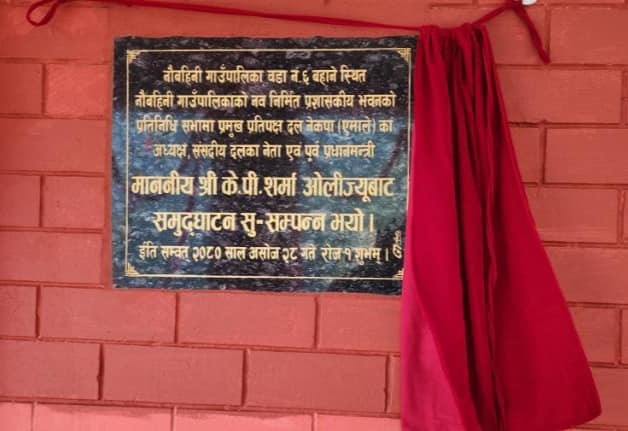 नौबहिनी गाउँपालिका वडा नं. ६ बहाने स्थित
नौबहिनी गाउँपालिकाको नव निर्मित प्रशासकीय भवनको
प्रतिनिधि सभामा प्रमुख प्रतिपक्ष दल नेकपा (एमाले) का
अध्यक्ष, संसदीय दलका नेता एवं पूर्व प्रधानमन्त्री
माननीय श्री के.पी. शर्मा ओलीज्यूबाट
समुद्घाटन सु-सम्पन्न भयो।
इति सम्वत २०८० साल असोज २८ गते रोज १ शुभम्।